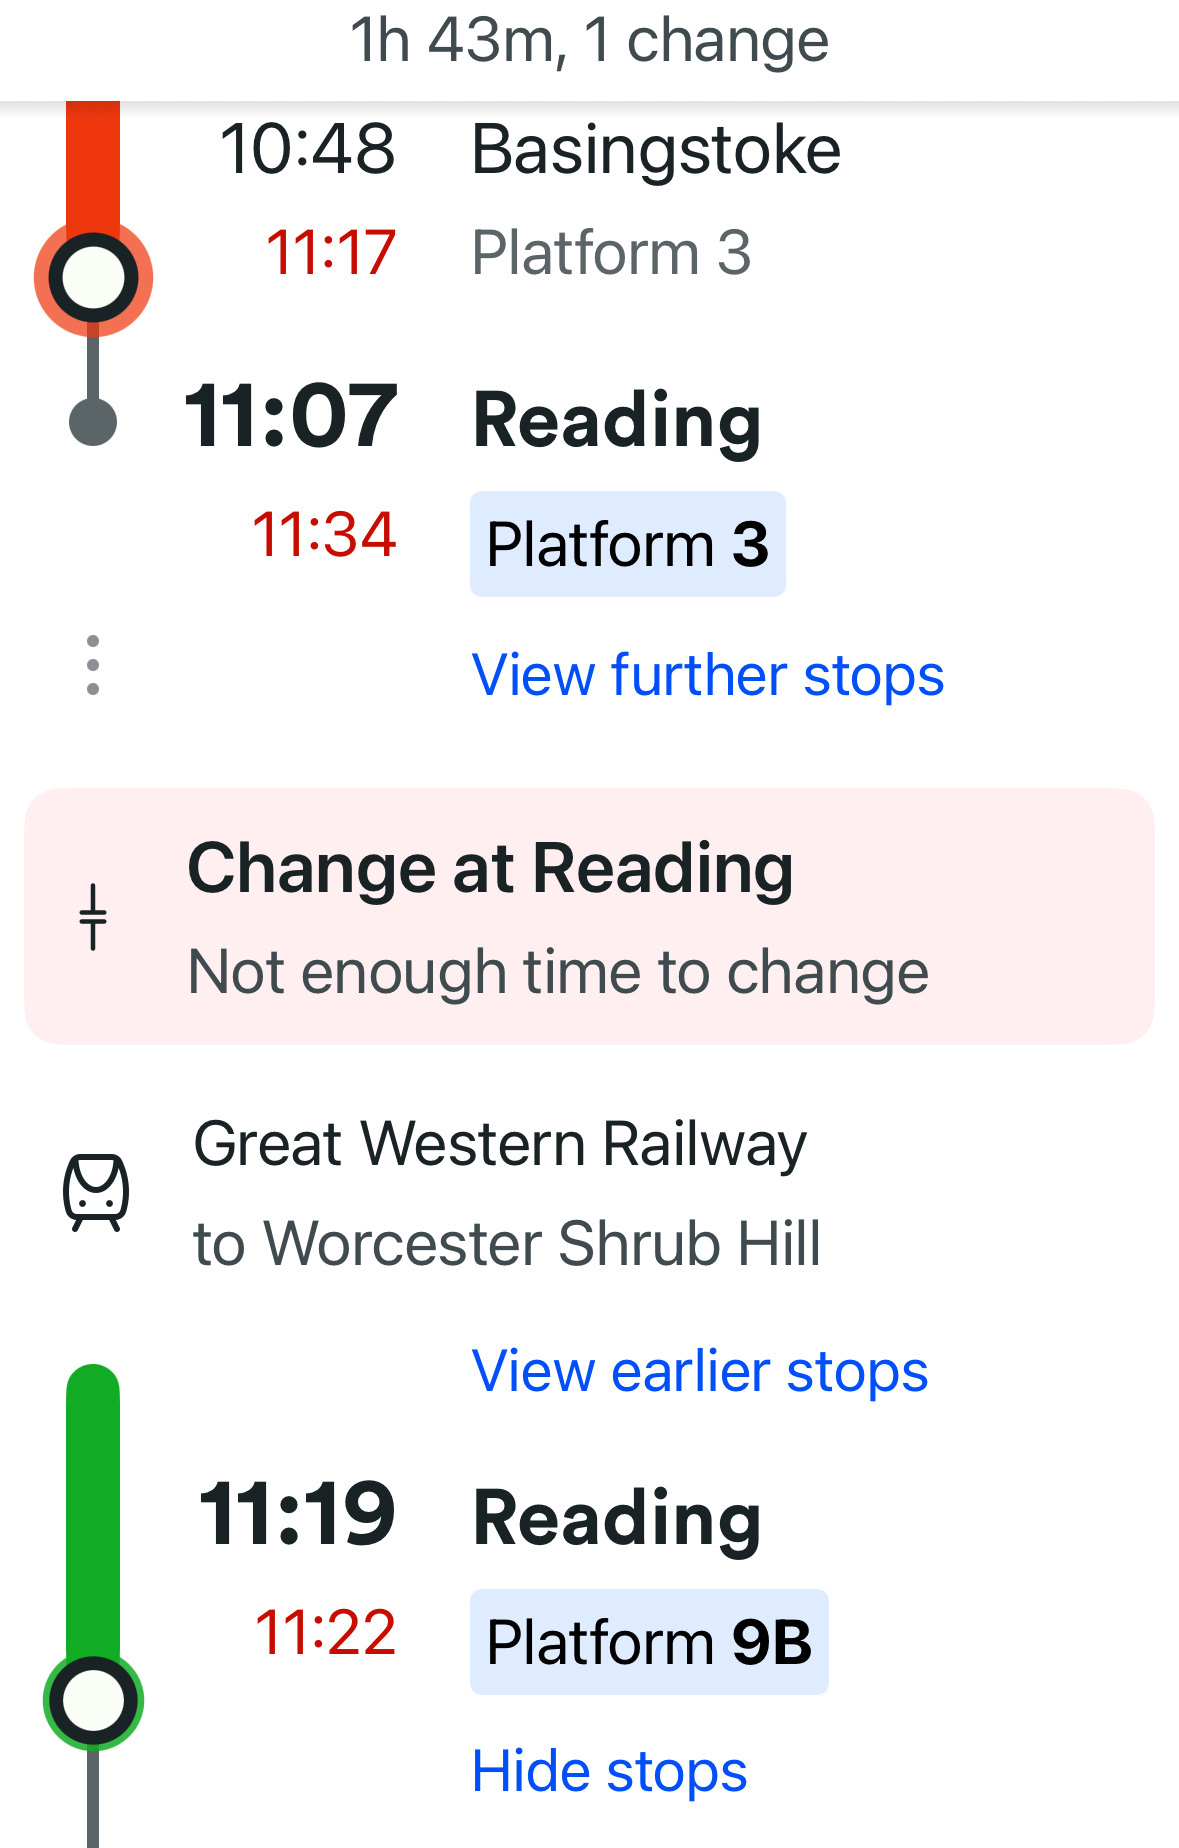 1h 43m, 1 change
10:48 Basingstoke
11:17 Platform 3
11:07 Reading
11:34 Platform 3
View further stops
Change at Reading
Not enough time to change
Great Western Railway
to Worcester Shrub Hill
View earlier stops
11:19 Reading
11:22 Platform 9B
Hide stops